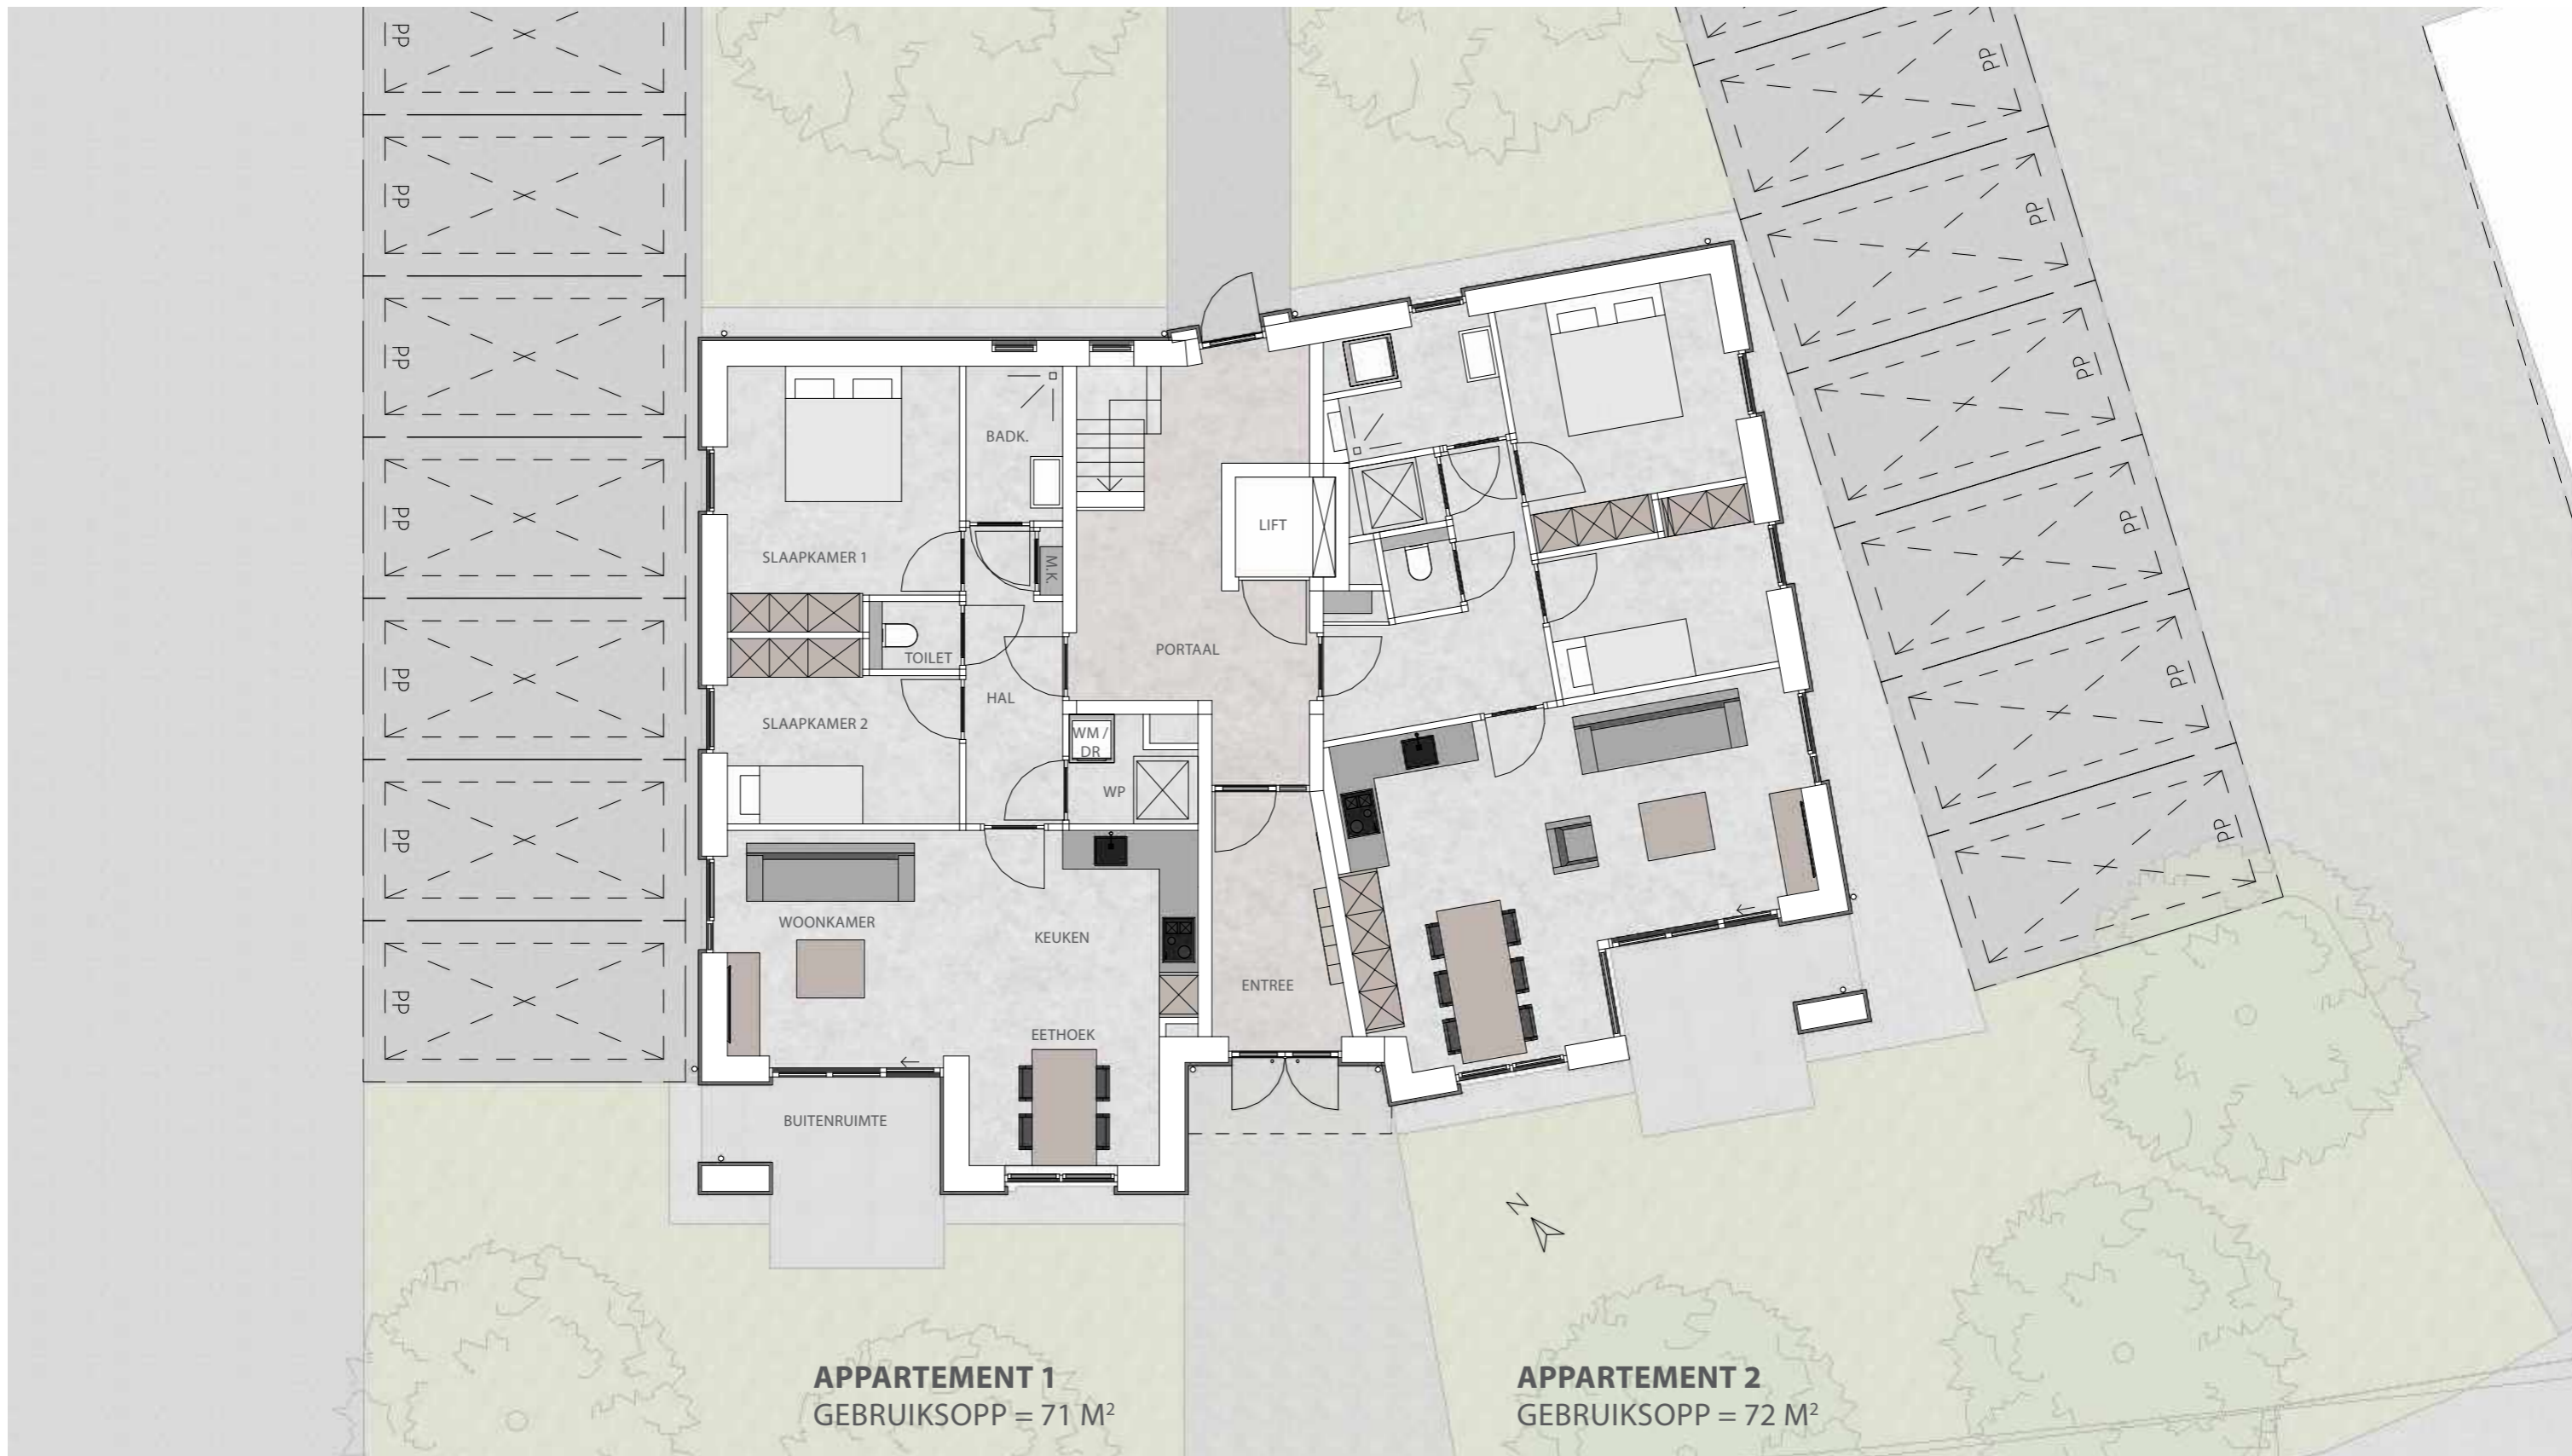 PP
PP
PP
PP
PP
PP
PP
PP
PP
PP
PP
PP
PP
PP
BADK.
SLAAPKAMER 1
M.K.
LIFT
TOILET
PORTAAL
HAL
SLAAPKAMER 2
WM /
DR
WP
WOONKAMER
KEUKEN
ENTREE
EETHOEK
BUITENRUIMTE
N
APPARTEMENT 1
GEBRUIKSOPP = 71 M²
APPARTEMENT 2
GEBRUIKSOPP = 72 M²